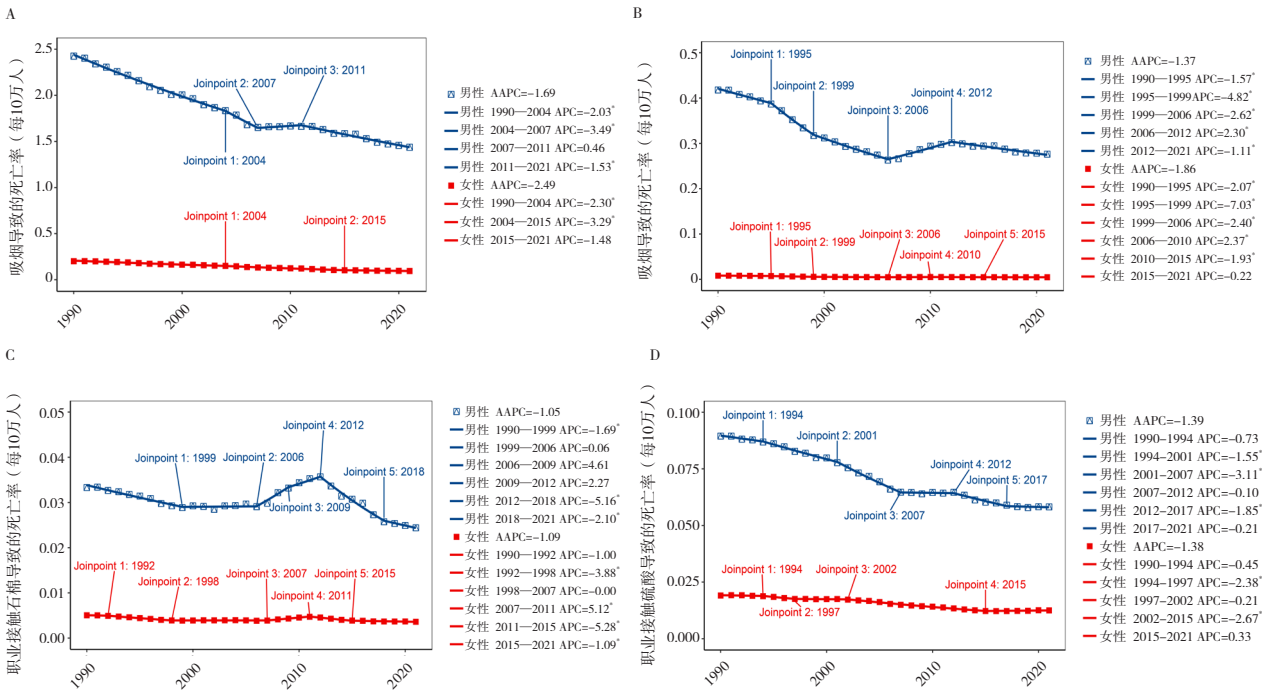 A
吸烟导致的死亡率（每10万人）
2.5
2.0
1.5
1.0
0.5
0
1990
2000
2010
2020
Joinpoint 1: 2004
Joinpoint 2: 2007
Joinpoint 3: 2011
Joinpoint 1: 2004
Joinpoint 2: 2015
男性 AAPC=-1.69
男性 1990—2004 APC=-2.03*
男性 2004—2007 APC=-3.49*
男性 2007—2011 APC=0.46
男性 2011—2021 APC=-1.53*
女性 AAPC=-2.49
女性 1990—2004 APC=-2.30*
女性 2004—2015 APC=-3.29*
女性 2015—2021 APC=-1.48
B
吸烟导致的死亡率（每10万人）
0.5
0.4
0.3
0.2
0.1
0
1990
2000
2010
2020
Joinpoint 1: 1995
Joinpoint 2: 1999
Joinpoint 3: 2006
Joinpoint 4: 2012
Joinpoint 1: 1995
Joinpoint 2: 1999
Joinpoint 3: 2006
Joinpoint 4: 2010
Joinpoint 5: 2015
男性 AAPC=-1.37
男性 1990—1995 APC=-1.57*
男性 1995—1999APC=-4.82*
男性 1999—2006 APC=-2.62*
男性 2006—2012 APC=2.30*
男性 2012—2021 APC=-1.11*
女性 AAPC=-1.86
女性 1990—1995 APC=-2.07*
女性 1995—1999 APC=-7.03*
女性 1999—2006 APC=-2.40*
女性 2006—2010 APC=2.37*
女性 2010—2015 APC=-1.93*
女性 2015—2021 APC=-0.22
C
职业接触石棉导致的死亡率（每10万人）
0.05
0.04
0.03
0.02
0.01
0.00
1990
2000
2010
2020
Joinpoint 1: 1999
Joinpoint 2: 2006
Joinpoint 3: 2009
Joinpoint 4: 2012
Joinpoint 5: 2018
Joinpoint 1: 1992
Joinpoint 2: 1998
Joinpoint 3: 2007
Joinpoint 4: 2011
Joinpoint 5: 2015
男性 AAPC=-1.05
男性 1990—1999 APC=-1.69*
男性 1999—2006 APC=0.06
男性 2006—2009 APC=4.61
男性 2009—2012 APC=2.27
男性 2012—2018 APC=-5.16*
男性 2018—2021 APC=-2.10*
女性 AAPC=-1.09
女性 1990—1992 APC=-1.00
女性 1992—1998 APC=-3.88*
女性 1998—2007 APC=-0.00
女性 2007—2011 APC=5.12*
女性 2011—2015 APC=-5.28*
女性 2015—2021 APC=-1.09*
D
职业接触硫酸导致的死亡率（每10万人）
0.100
0.075
0.050
0.025
0.000
1990
2000
2010
2020
Joinpoint 1: 1994
Joinpoint 2: 2001
Joinpoint 3: 2007
Joinpoint 4: 2012
Joinpoint 5: 2017
Joinpoint 1: 1994
Joinpoint 2: 1997
Joinpoint 3: 2002
Joinpoint 4: 2015
男性 AAPC=-1.39
男性 1990-1994 APC=-0.73
男性 1994-2001 APC=-1.55*
男性 2001-2007 APC=-3.11*
男性 2007-2012 APC=-0.10
男性 2012-2017 APC=-1.85*
男性 2017-2021 APC=-0.21
女性 AAPC=-1.38
女性 1990-1994 APC=-0.45
女性 1994-1997 APC=-2.38*
女性 1997-2002 APC=-0.21
女性 2002-2015 APC=-2.67*
女性 2015-2021 APC=0.33